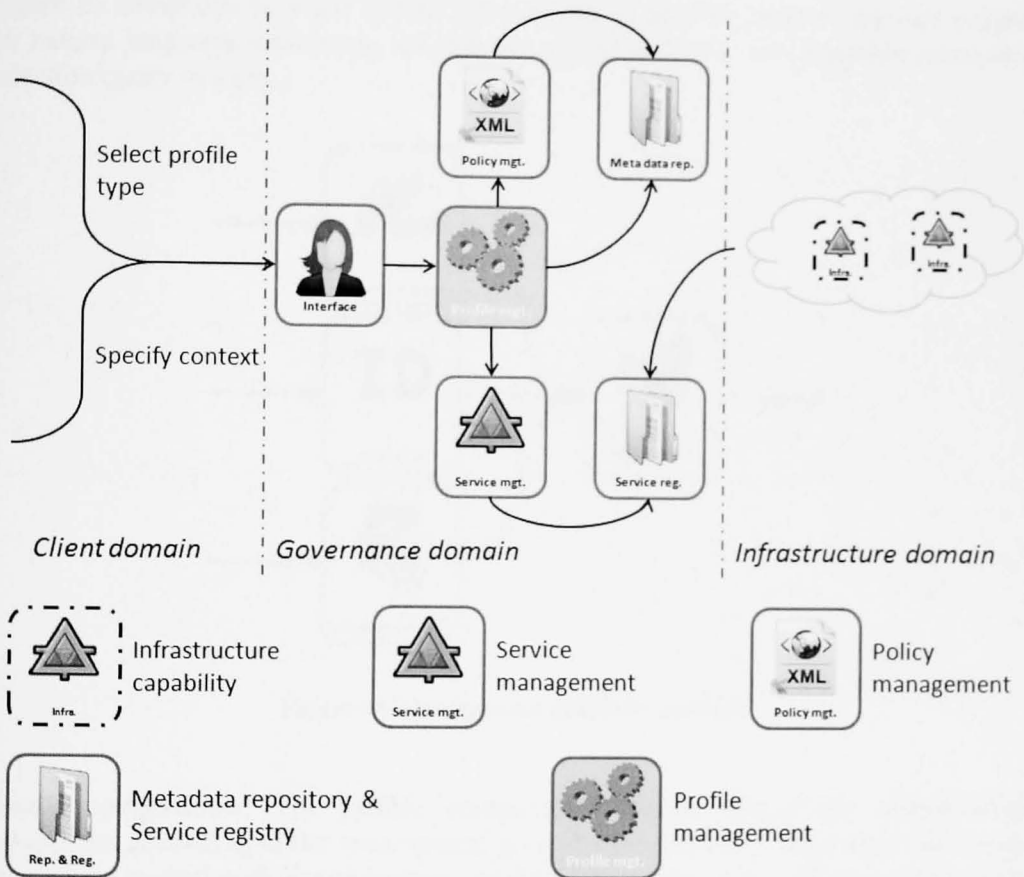 Select profile
type
XML
Policy mgt.
Meta data rep.
Interface
Profile mgt.
Infra.
Infra.
Specify context
Service mgt.
Service reg.
Client domain
Governance domain
Infrastructure domain
Infra.
Infrastructure
capability
Service mgt.
Service
management
XML
Policy mgt.
Policy
management
Rep. & Reg.
Metadata repository &
Service registry
Profile mgt.
Profile
management